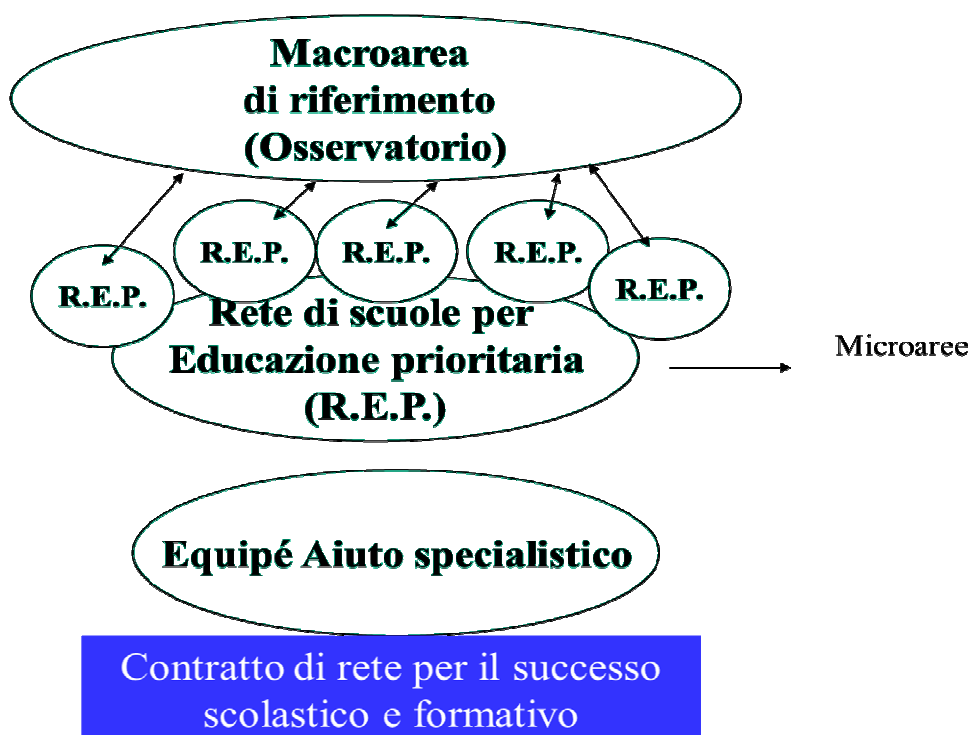 Macroarea
di riferimento
(Osservatorio)
R.E.P.
R.E.P.
R.E.P.
R.E.P.
R.E.P.
Rete di scuole per
Educazione prioritaria
(R.E.P.)
Microaree
Equipé Aiuto specialistico
Contratto di rete per il successo
scolastico e formativo